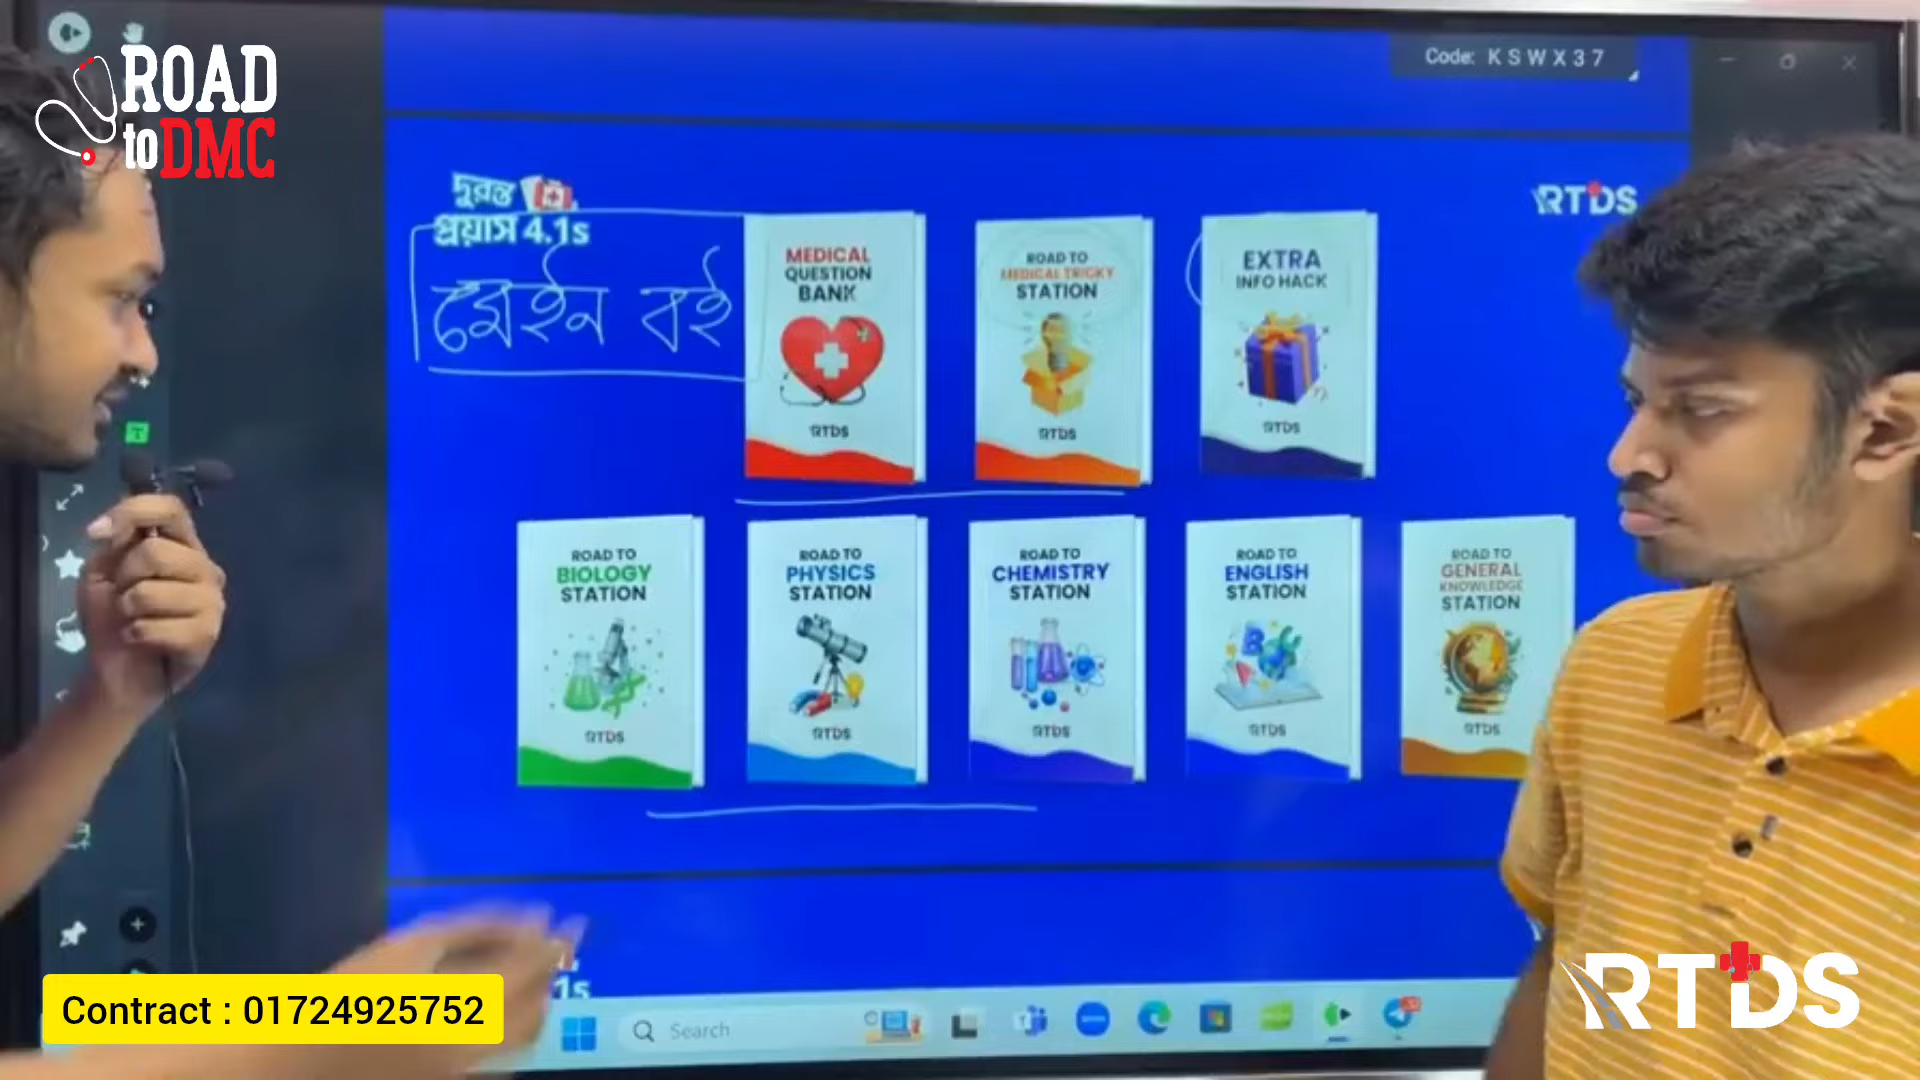 ROAD
toDMC
Code: KSWX37
দুরন্ত
প্রয়াস 4.1s
RTDS
মেইন বই
MEDICAL
QUESTION
BANK
RTDS
ROAD TO
MEDICAL TRICKY
STATION
RTDS
EXTRA
INFO HACK
RTDS
ROAD TO
BIOLOGY
STATION
RTDS
ROAD TO
PHYSICS
STATION
RTDS
ROAD TO
CHEMISTRY
STATION
RTDS
ROAD TO
ENGLISH
STATION
RTDS
ROAD TO
GENERAL
KNOWLEDGE
STATION
RTDS
1s
Contract : 01724925752
Search
RTDS